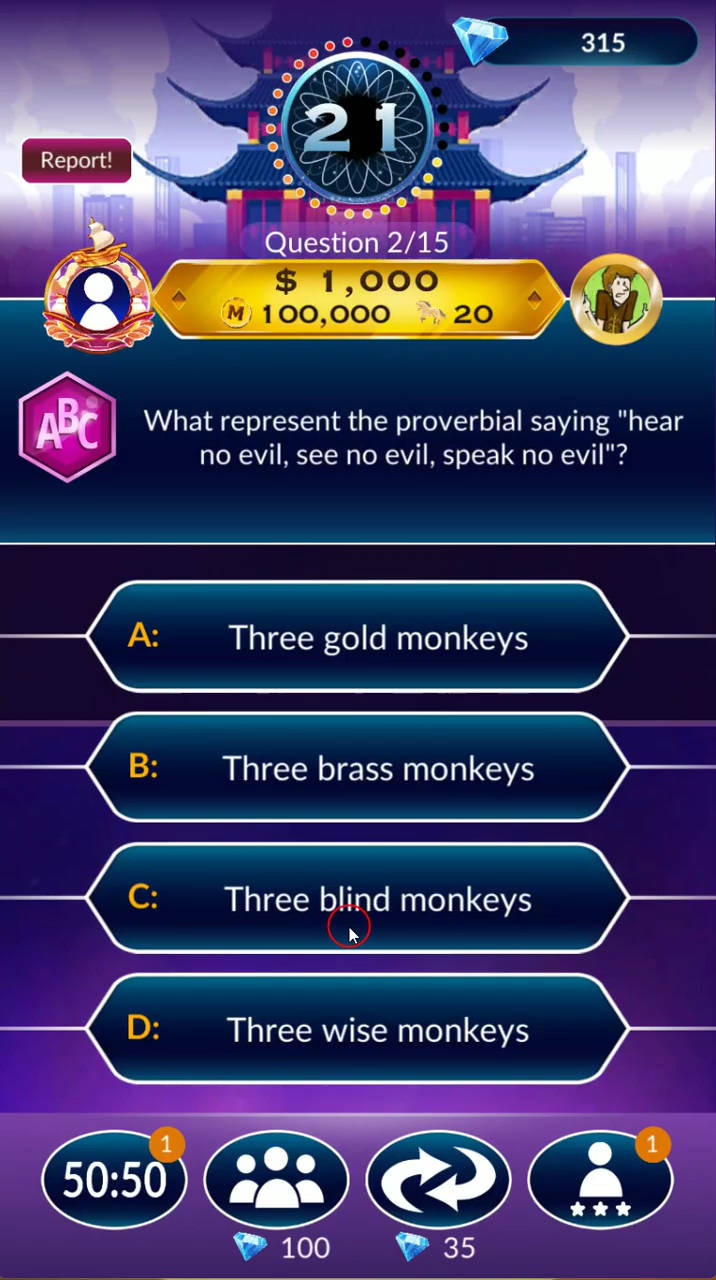 315
21
Report!
Question 2/15
$ 1,000
M 100,000 20
ABC
What represent the proverbial saying "hear
no evil, see no evil, speak no evil"?
A: Three gold monkeys
B: Three brass monkeys
C: Three blind monkeys
D: Three wise monkeys
50:50 1
1
100
35